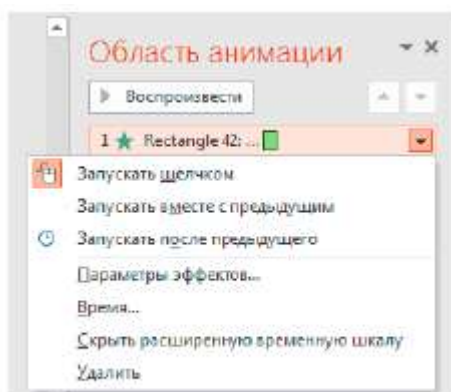 Область анимации
Воспроизвести
1 Rectangle 42: ...
Запускать щелчком
Запускать вместе с предыдущим
Запускать после предыдущего
Параметры эффектов...
Время...
Скрыть расширенную временную шкалу
Удалить